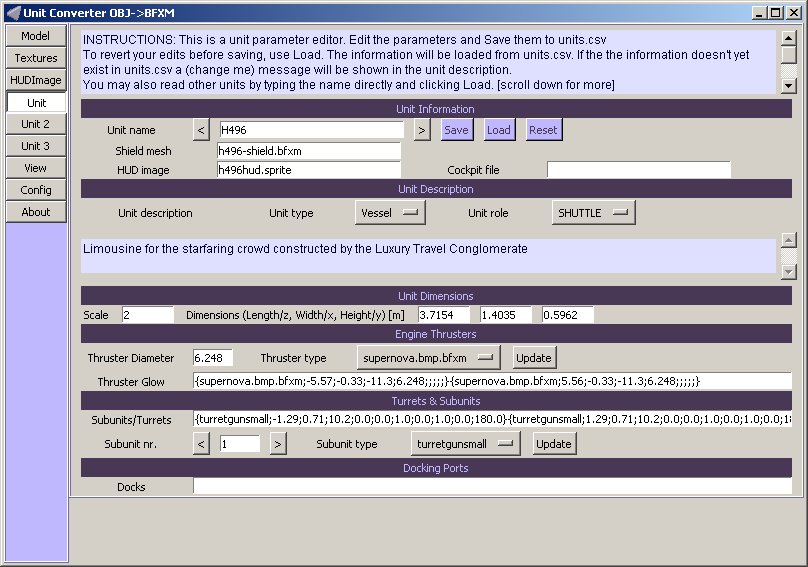 Unit Converter OBJ->BFXM
Model
Textures
HUDImage
Unit
Unit 2
Unit 3
View
Config
About
INSTRUCTIONS: This is a unit parameter editor. Edit the parameters and Save them to units.csv
To revert your edits before saving, use Load. The information will be loaded from units.csv. If the the information doesn't yet
exist in units.csv a (change me) message will be shown in the unit description.
You may also read other units by typing the name directly and clicking Load. [scroll down for more]
Unit Information
Unit name < H496 > Save Load Reset
Shield mesh h496-shield.bfxm
HUD image h496hud.sprite Cockpit file
Unit Description
Unit description Unit type Vessel Unit role SHUTTLE
Limousine for the starfaring crowd constructed by the Luxury Travel Conglomerate
Unit Dimensions
Scale 2 Dimensions (Length/z, Width/x, Height/y) [m] 3.7154 1.4035 0.5962
Engine Thrusters
Thruster Diameter 6.248 Thruster type supernova.bmp.bfxm Update
Thruster Glow {supernova.bmp.bfxm;-5.57;-0.33;-11.3;6.248;;;;;}{supernova.bmp.bfxm;5.56;-0.33;-11.3;6.248;;;;;}
Turrets & Subunits
Subunits/Turrets {turretgunsmall;-1.29;0.71;10.2;0.0;0.0;1.0;0.0;1.0;0.0;180.0}{turretgunsmall;1.29;0.71;10.2;0.0;0.0;1.0;0.0;1.0;0.0;18
Subunit nr. < 1 > Subunit type turretgunsmall Update
Docking Ports
Docks